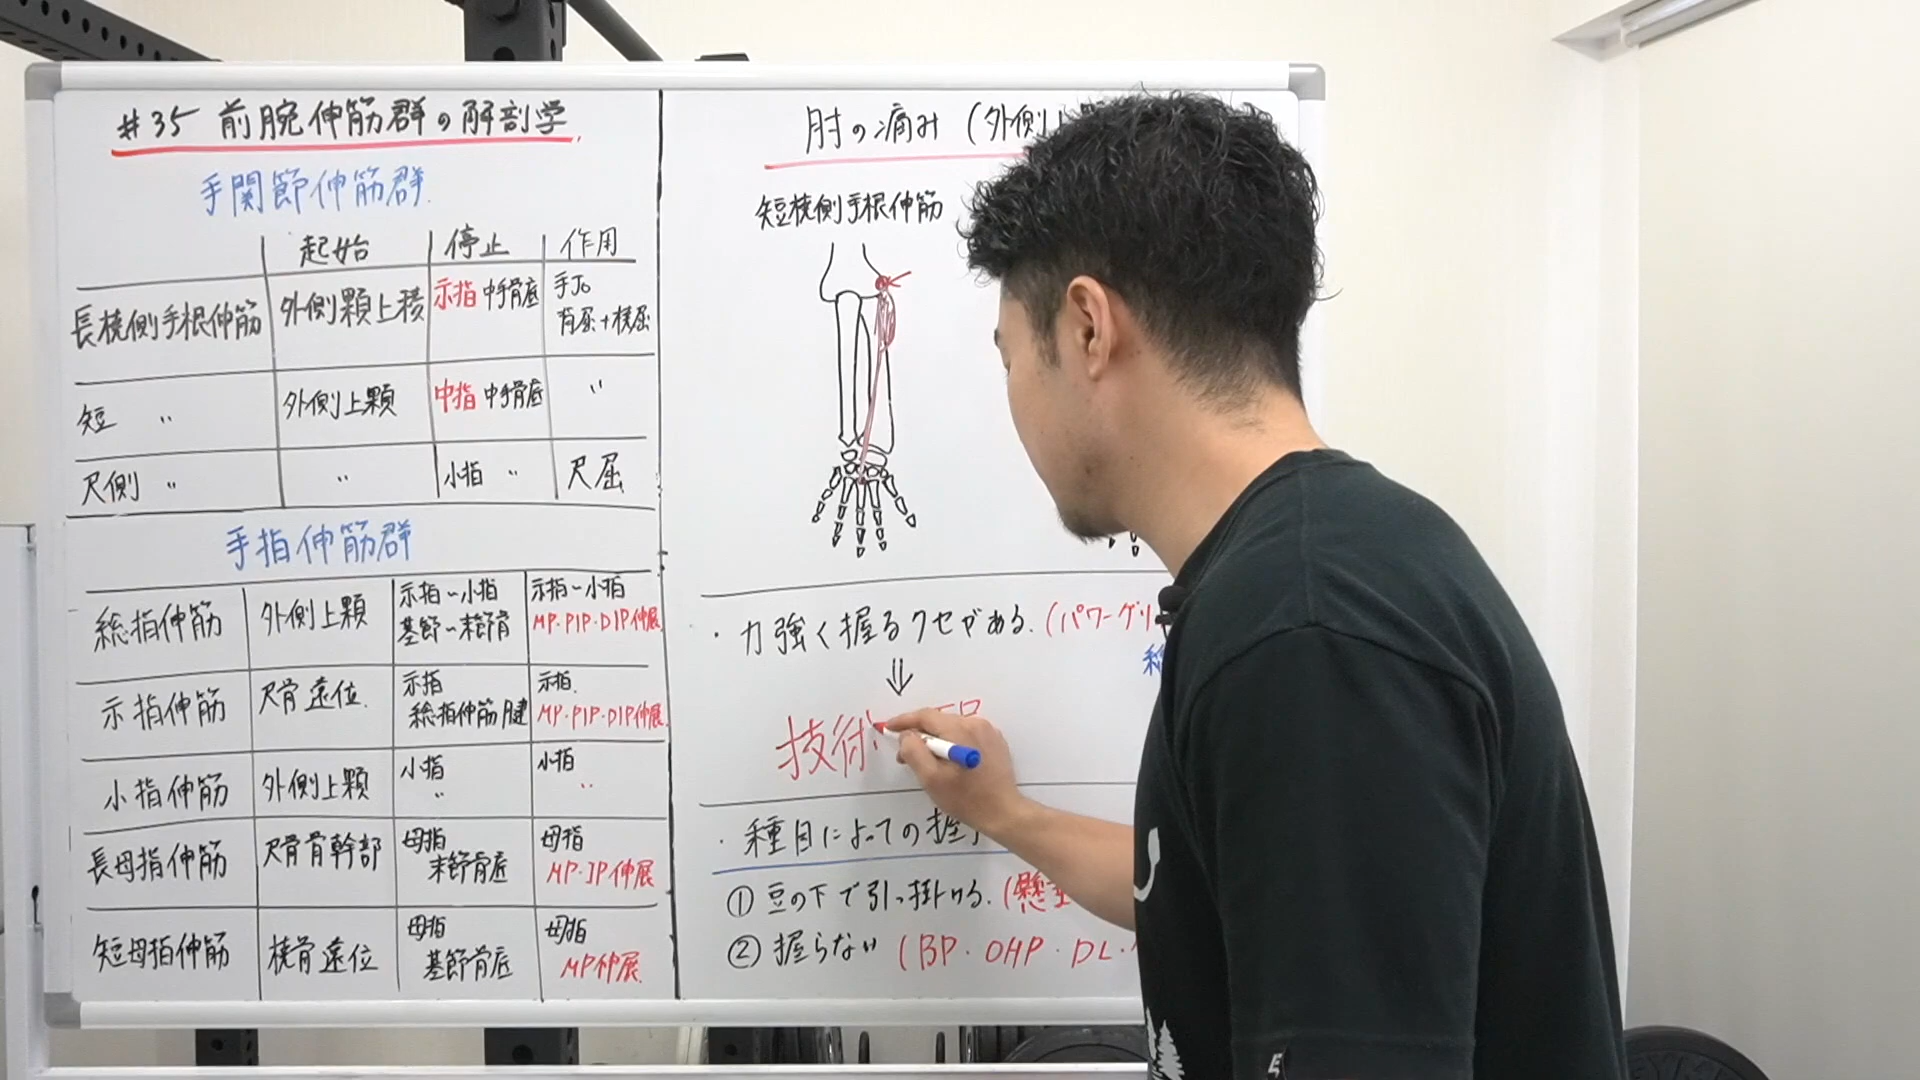 #35 前腕伸筋群の解剖学
手関節伸筋群
起始 停止 作用
長橈側手根伸筋 外側顆上稜 示指 中手骨底 手Jo
背屈+橈屈
短 〃 外側上顆 中指 中手骨底 〃
尺側 〃 〃 小指 〃 尺屈
手指伸筋群
総指伸筋 外側上顆 示指~小指
基節~末節骨 示指~小指
MP・PIP・DIP伸展
示指伸筋 尺骨遠位 示指
総指伸筋腱 示指
MP・PIP・DIP伸展
小指伸筋 外側上顆 小指
〃 小指
〃
長母指伸筋 尺骨骨幹部 母指
末節骨底 母指
MP・IP伸展
短母指伸筋 橈骨遠位 母指
基節骨底 母指
MP伸展
肘の痛み(外側上
短橈側手根伸筋
・力強く握るクセがある。(パワーグリ
総
⇓
技術
・種目によっての握り
① 豆の下で引っ掛ける。(懸垂
② 握らない (BP・OHP・DL・